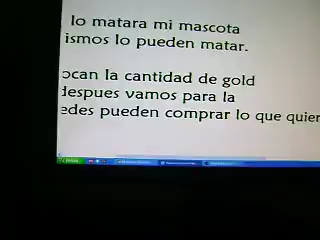 lo matara mi mascota
ismos lo pueden matar.
ocan la cantidad de gold
despues vamos para la
edes pueden comprar lo que quier